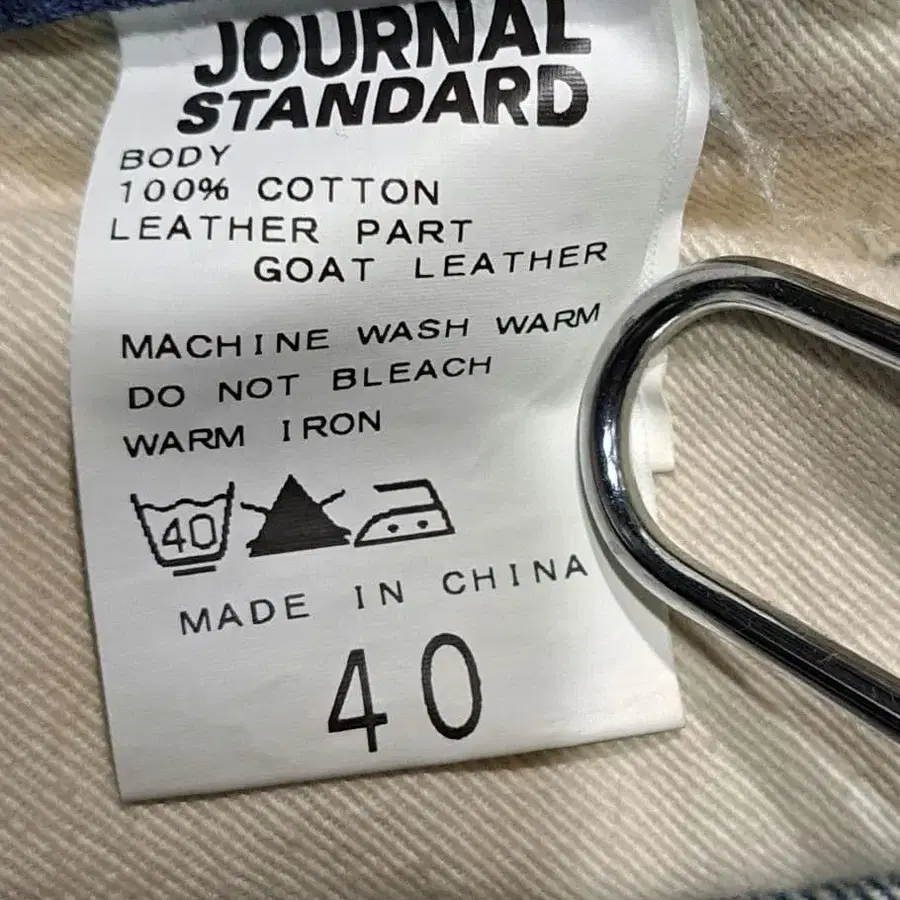 JOURNAL
STANDARD
BODY
100% COTTON
LEATHER PART
GOAT LEATHER
MACHINE WASH WARM
DO NOT BLEACH
WARM IRON
40
MADE IN CHINA
40